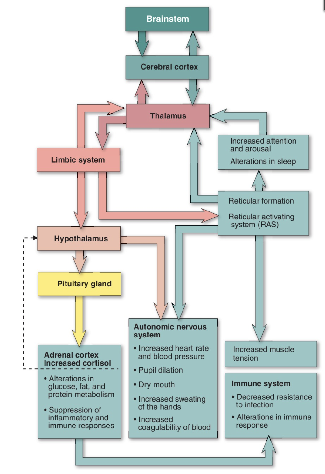 Brainstem
Cerebral cortex
Thalamus
Increased attention
and arousal
Alterations in sleep
Limbic system
Reticular formation
Reticular activating
system (RAS)
Hypothalamus
Pituitary gland
Adrenal cortex
Increased cortisol
• Alterations in
glucose, fat, and
protein metabolism
• Suppression of
inflammatory and
immune responses
Autonomic nervous
system
• Increased heart rate
and blood pressure
• Pupil dilation
• Dry mouth
• Increased sweating
of the hands
• Increased
coagulability of blood
Increased muscle
tension
Immune system
• Decreased resistance
to infection
• Alterations in immune
response